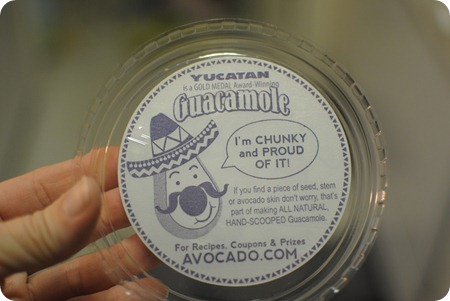 YUCATAN
is a GOLD MEDAL Award-Winning
Guacamole
I'm CHUNKY
and PROUD
OF IT!
If you find a piece of seed, stem
or avocado skin don't worry, that's
part of making ALL NATURAL,
HAND-SCOOPED Guacamole.
For Recipes, Coupons & Prizes
AVOCADO.COM